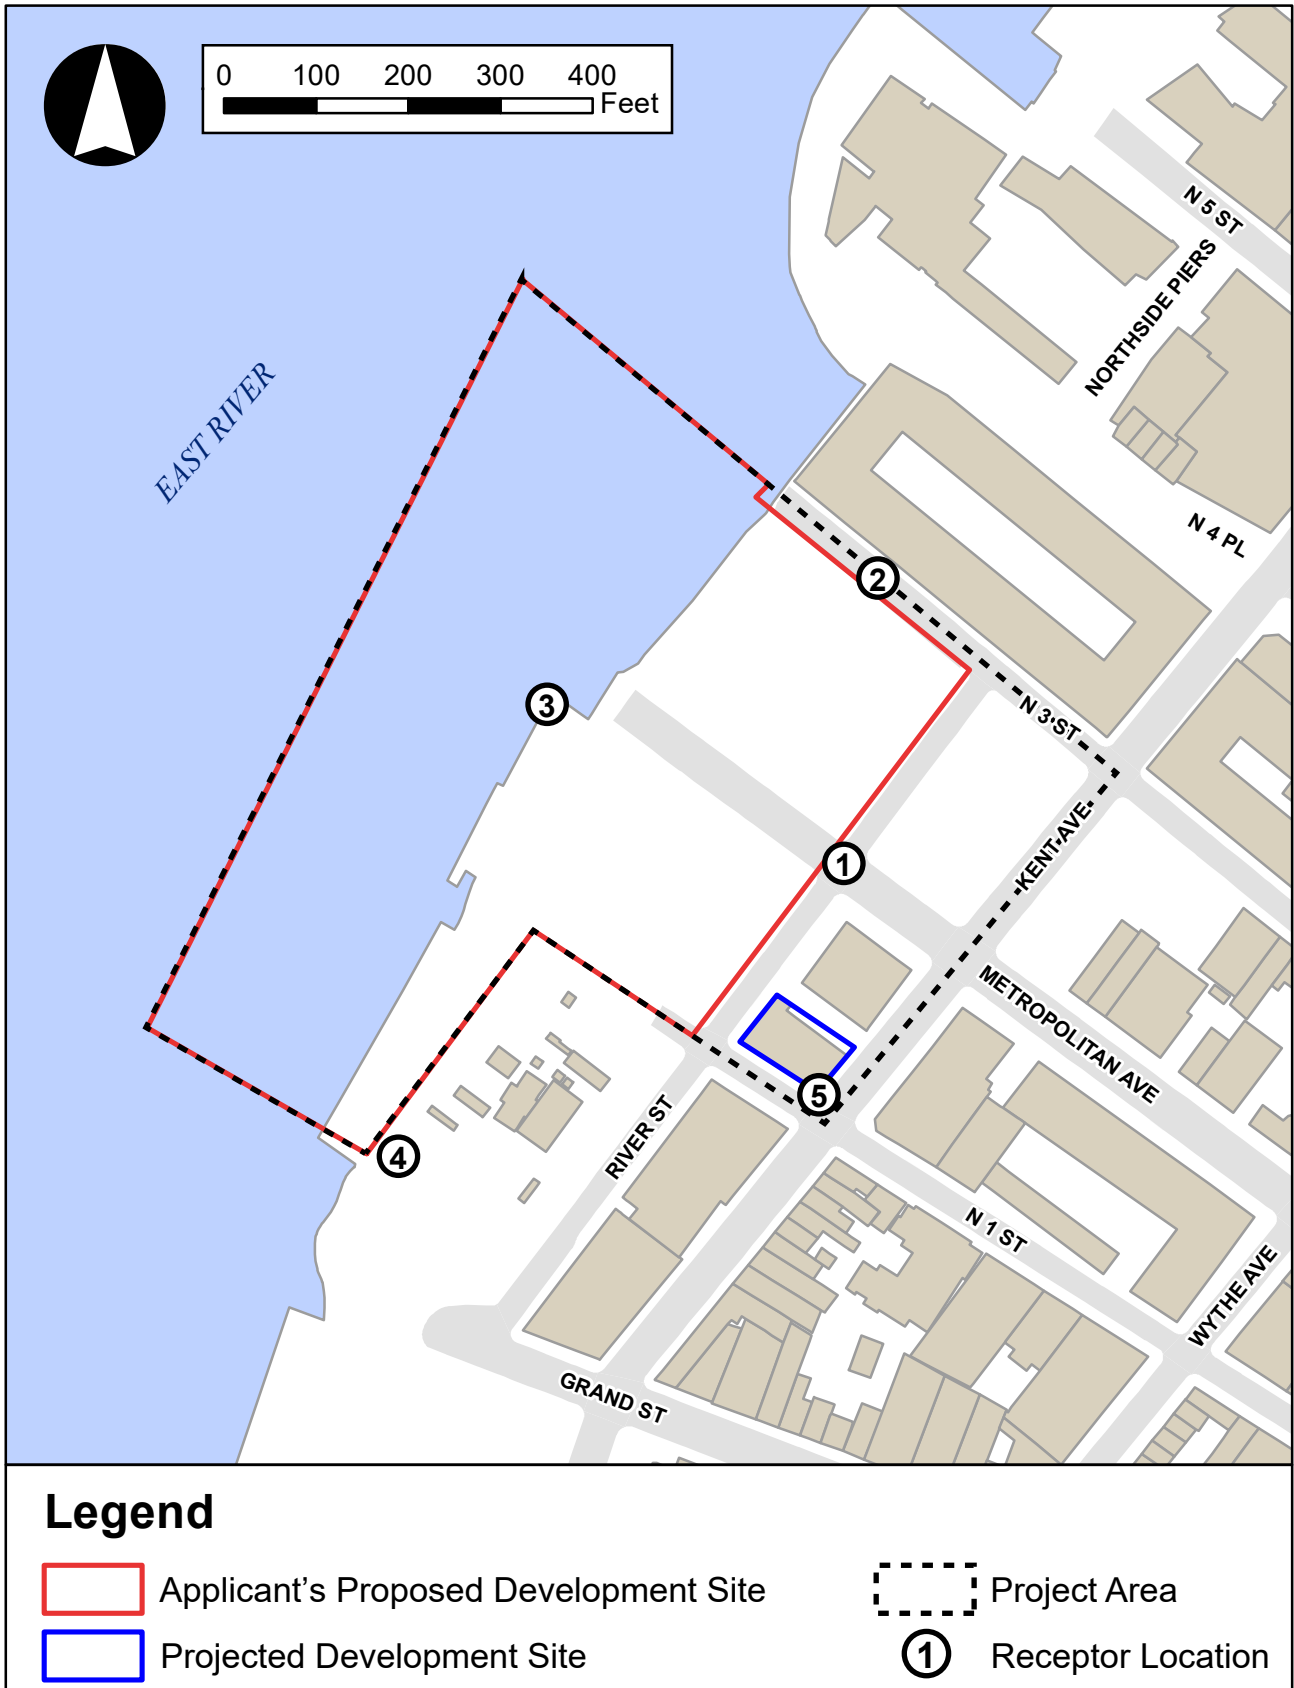 0 100 200 300 400
Feet
N 5 ST
NORTHSIDE PIERS
EAST RIVER
N 4 PL
2
3
N 3 ST
KENT AVE
1
METROPOLITAN AVE
5
RIVER ST
4
N 1 ST
WYTHE AVE
GRAND ST
Legend
Applicant’s Proposed Development Site
Project Area
Projected Development Site
1 Receptor Location